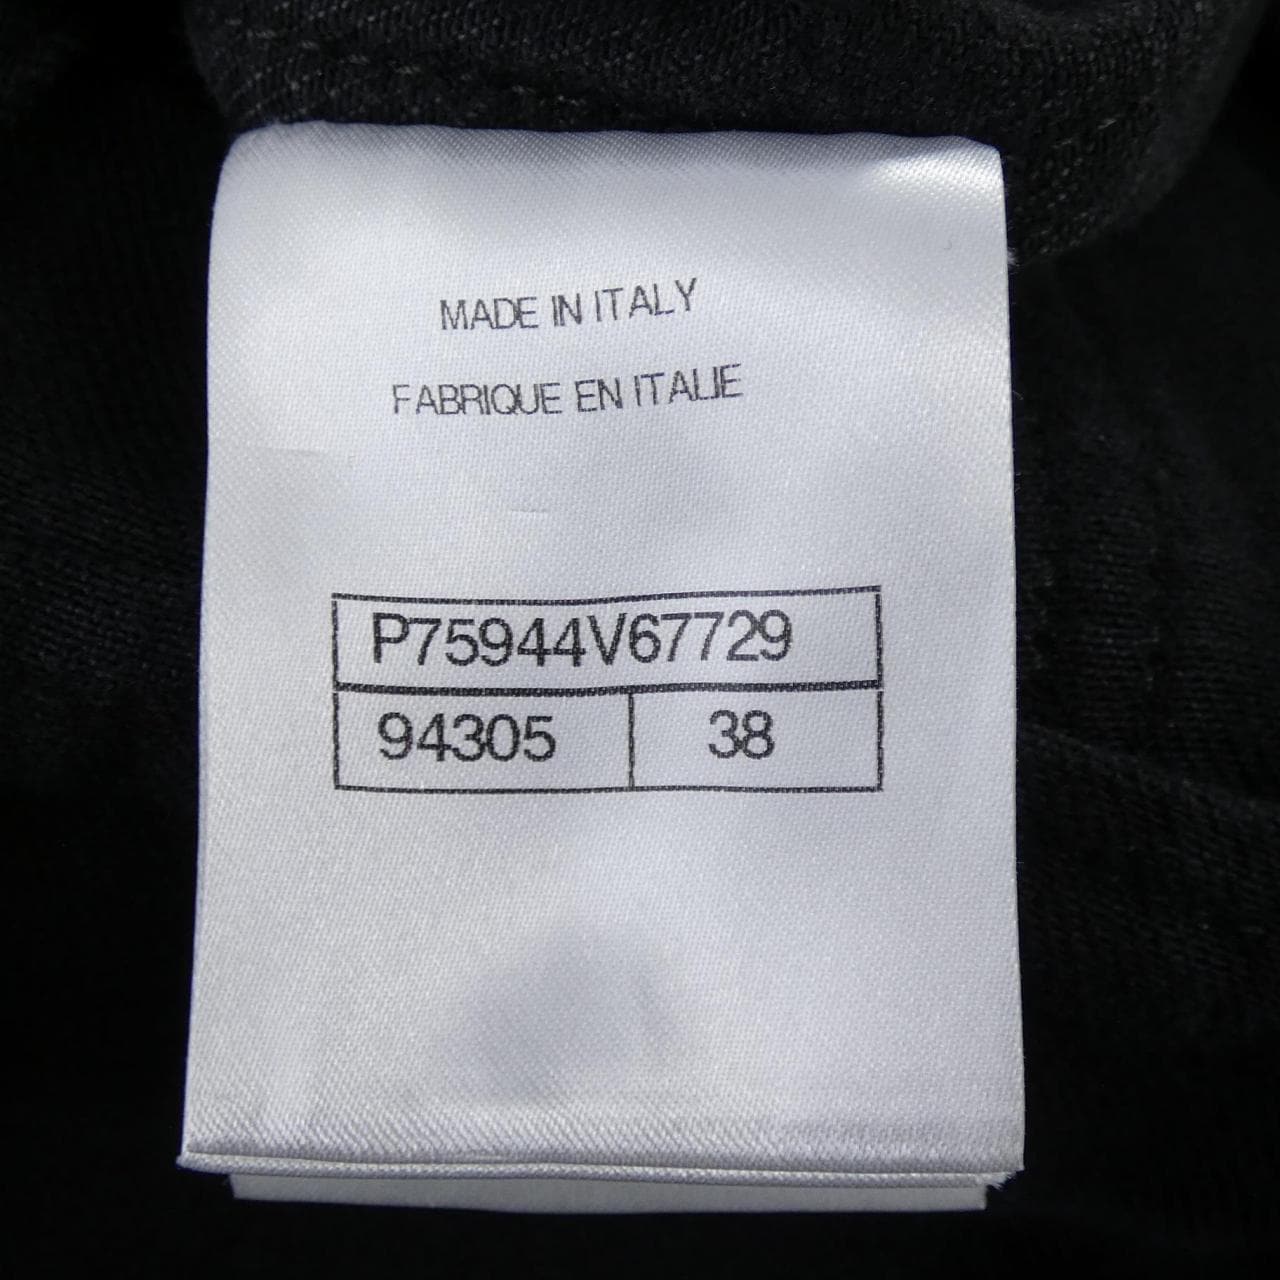 MADE IN ITALY
FABRIQUE EN ITALIE
P75944V67729
94305 38